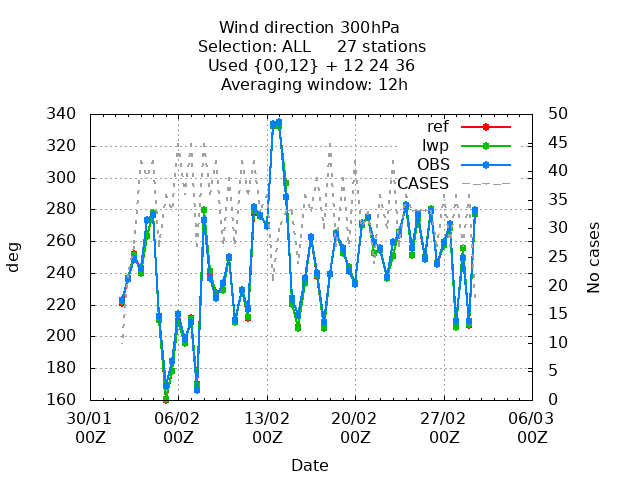 Wind direction 300hPa
Selection: ALL     27 stations
Used {00,12} + 12 24 36
Averaging window: 12h
340 50
ref
320 45
lwp
OBS
300 40
CASES
280 35
260 30
240 25
220 20
200 15
180 10
160 5
0
deg
No cases
30/01 06/02 13/02 20/02 27/02 06/03
00Z 00Z 00Z 00Z 00Z 00Z
Date